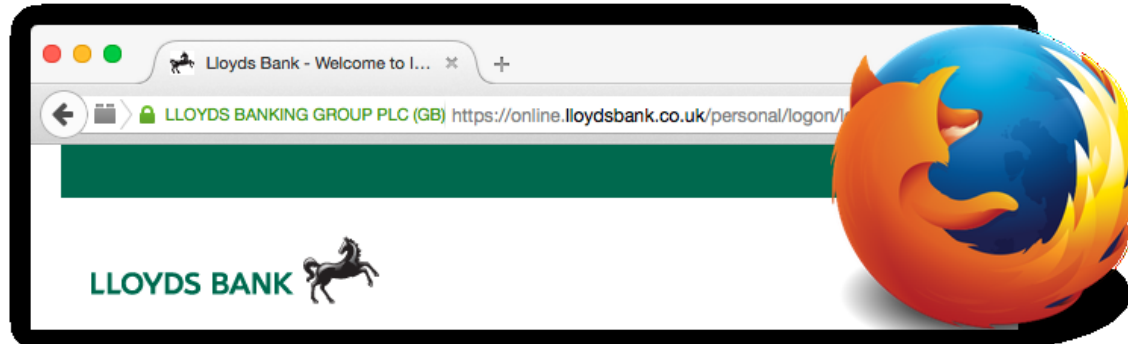 Lloyds Bank - Welcome to I...
LLOYDS BANKING GROUP PLC (GB) https://online.lloydsbank.co.uk/personal/logon/l
LLOYDS BANK